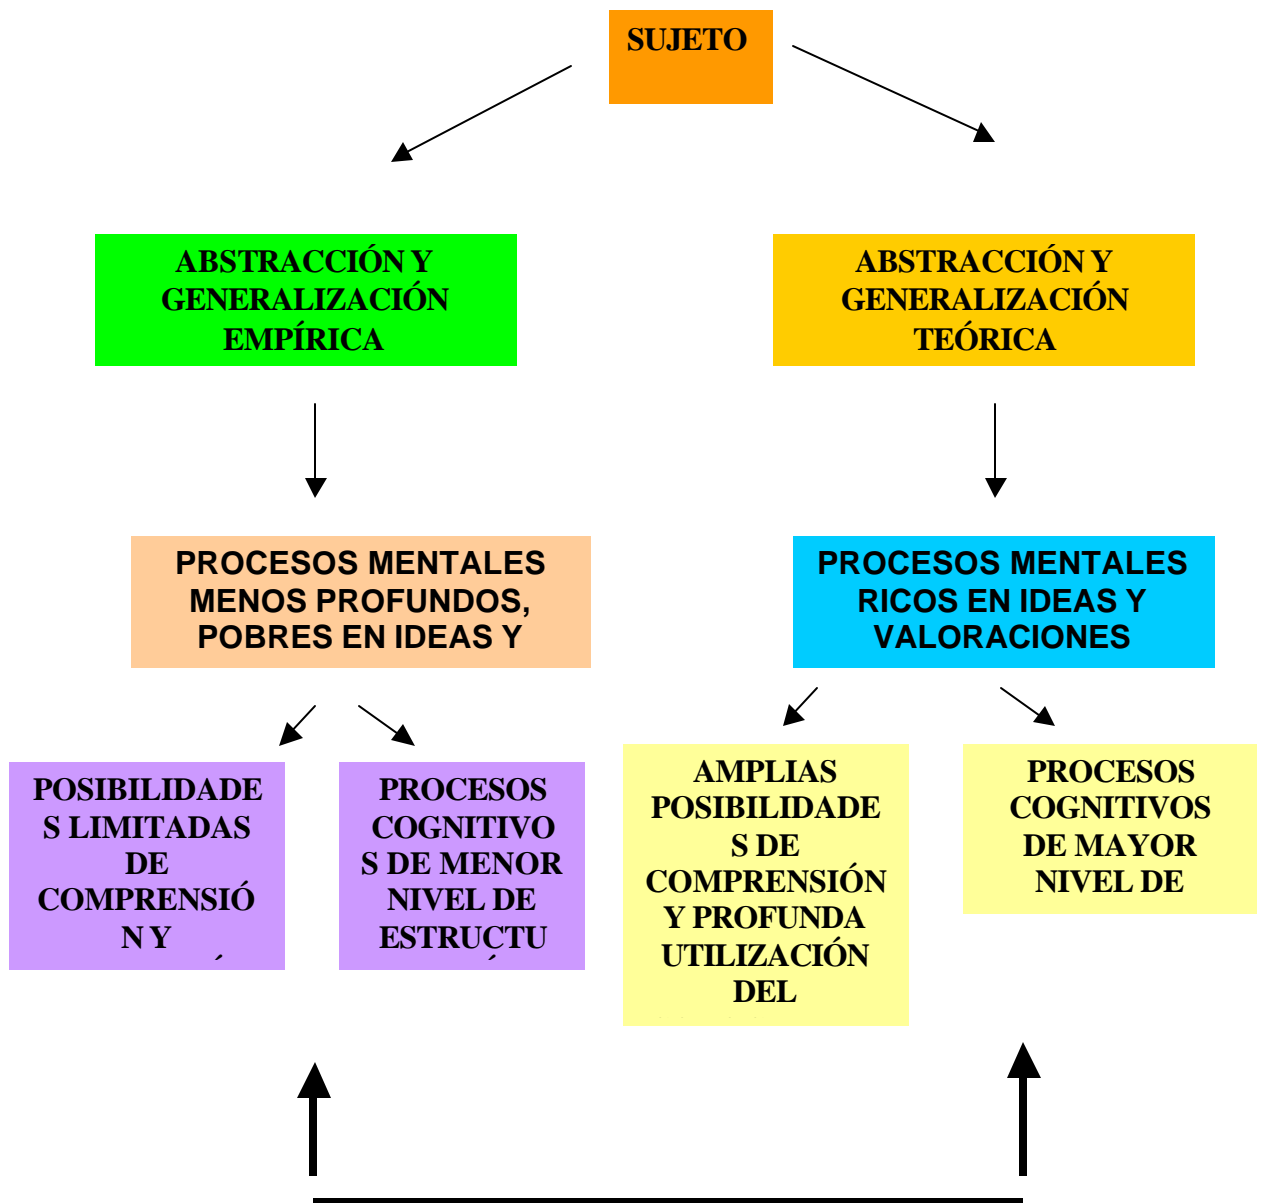 SUJETO
ABSTRACCIÓN Y
GENERALIZACIÓN
EMPÍRICA
ABSTRACCIÓN Y
GENERALIZACIÓN
TEÓRICA
PROCESOS MENTALES
MENOS PROFUNDOS,
POBRES EN IDEAS Y
PROCESOS MENTALES
RICOS EN IDEAS Y
VALORACIONES
POSIBILIDADE
S LIMITADAS
DE
COMPRENSIÓ
N Y
PROCESOS
COGNITIVO
S DE MENOR
NIVEL DE
ESTRUCTU
AMPLIAS
POSIBILIDADE
S DE
COMPRENSIÓN
Y PROFUNDA
UTILIZACIÓN
DEL
PROCESOS
COGNITIVOS
DE MAYOR
NIVEL DE